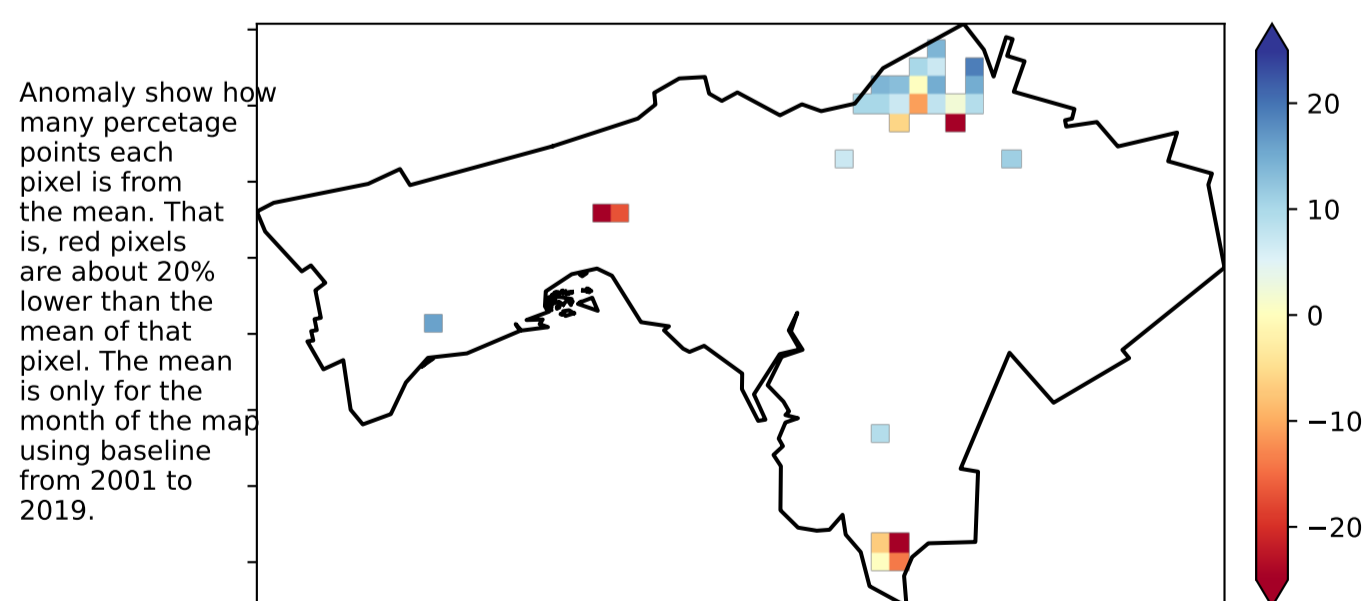 Anomaly show how
many percetage
points each
pixel is from
the mean. That
is, red pixels
are about 20%
lower than the
mean of that
pixel. The mean
is only for the
month of the map
using baseline
from 2001 to
2019.
20
10
0
−10
−20